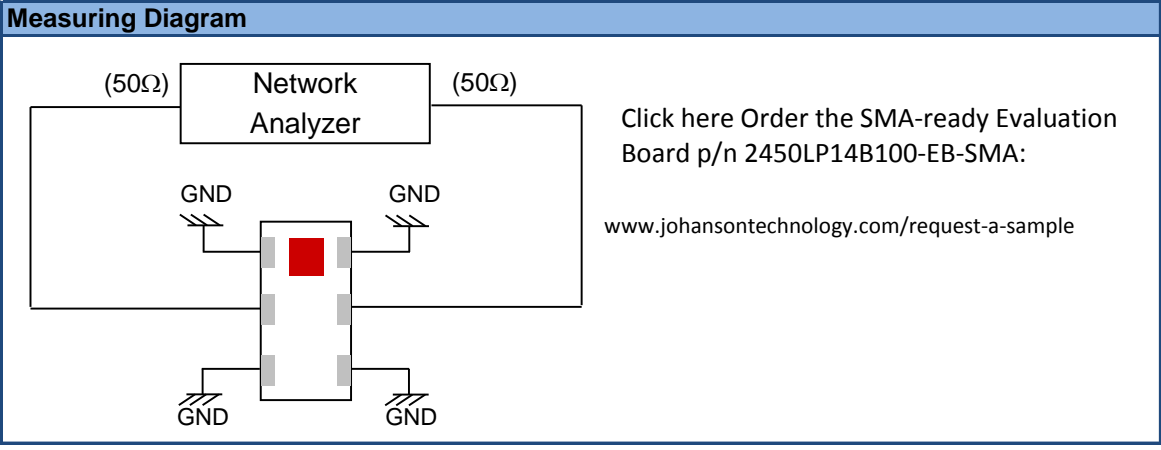 Measuring Diagram
(50Ω)
Network
Analyzer
(50Ω)
Click here Order the SMA-ready Evaluation
Board p/n 2450LP14B100-EB-SMA:
GND
GND
www.johansontechnology.com/request-a-sample
GND
GND